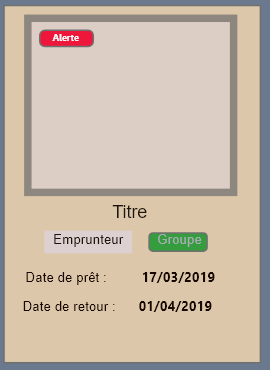 Alerte
Titre
Emprunteur Groupe
Date de prêt : 17/03/2019
Date de retour : 01/04/2019